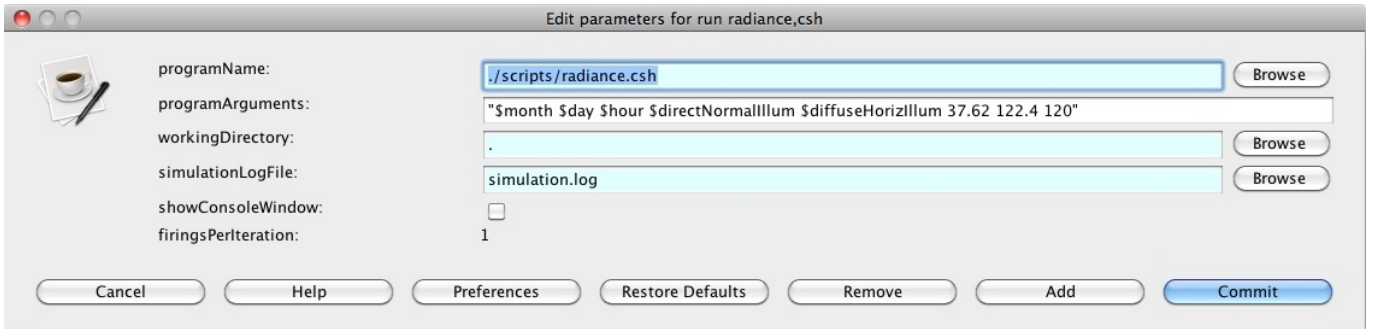 Edit parameters for run radiance,csh
programName: ./scripts/radiance.csh Browse
programArguments: "$month $day $hour $directNormalIllum $diffuseHorizIllum 37.62 122.4 120"
workingDirectory: . Browse
simulationLogFile: simulation.log Browse
showConsoleWindow:
firingsPerIteration: 1
Cancel Help Preferences Restore Defaults Remove Add Commit